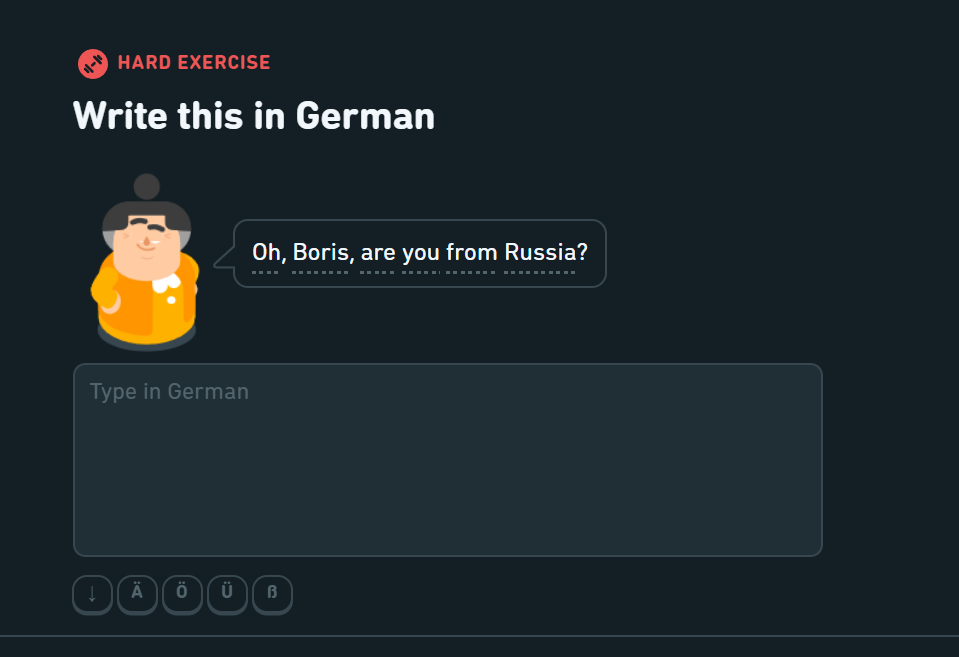 HARD EXERCISE
Write this in German
Oh, Boris, are you from Russia?
Type in German
↓ Ä Ö Ü ß